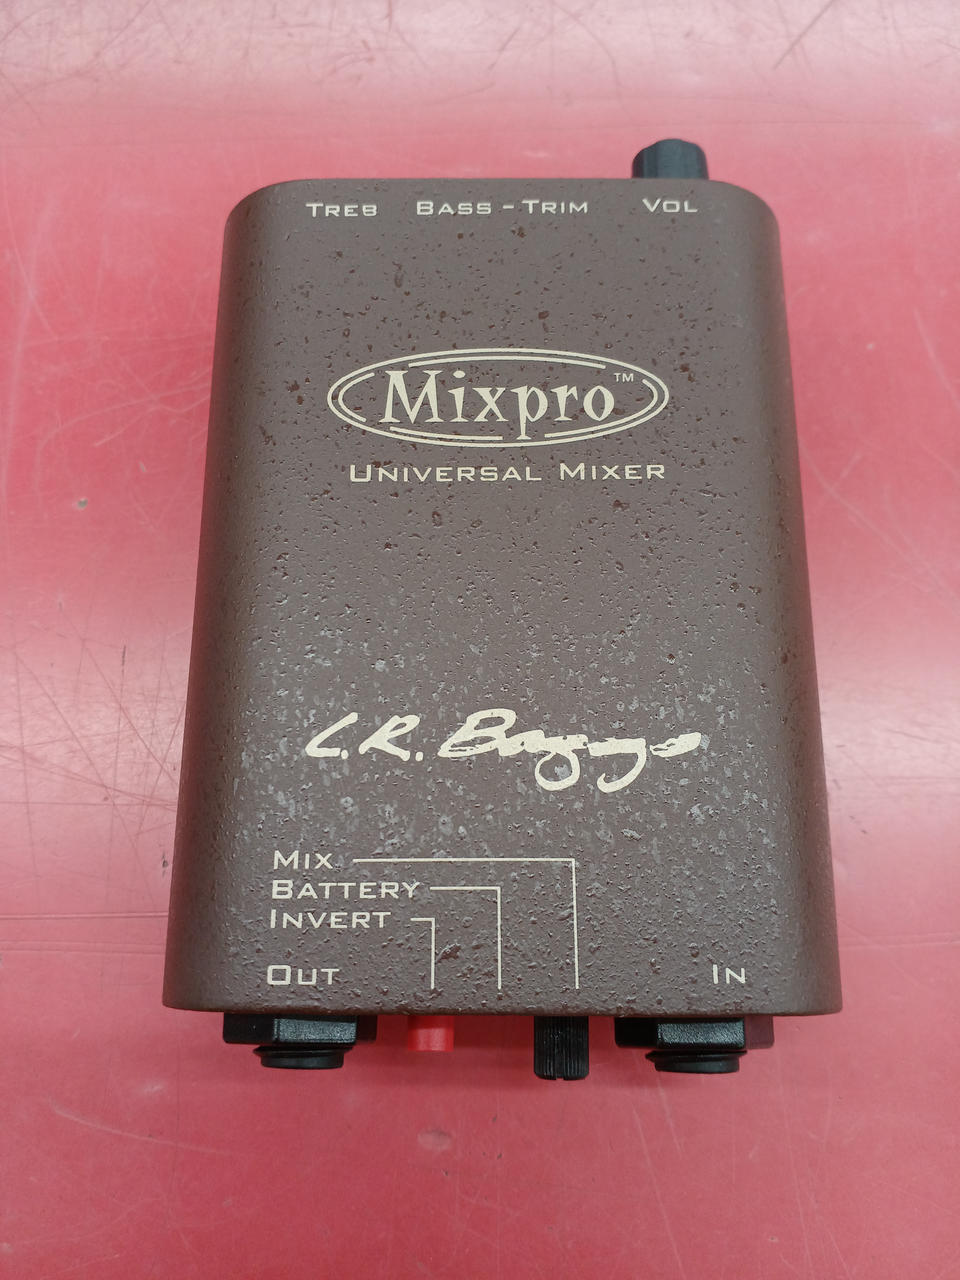 TREB BASS - TRIM VOL
Mixpro™
UNIVERSAL MIXER
L.R. Baggs
MIX
BATTERY
INVERT
OUT IN